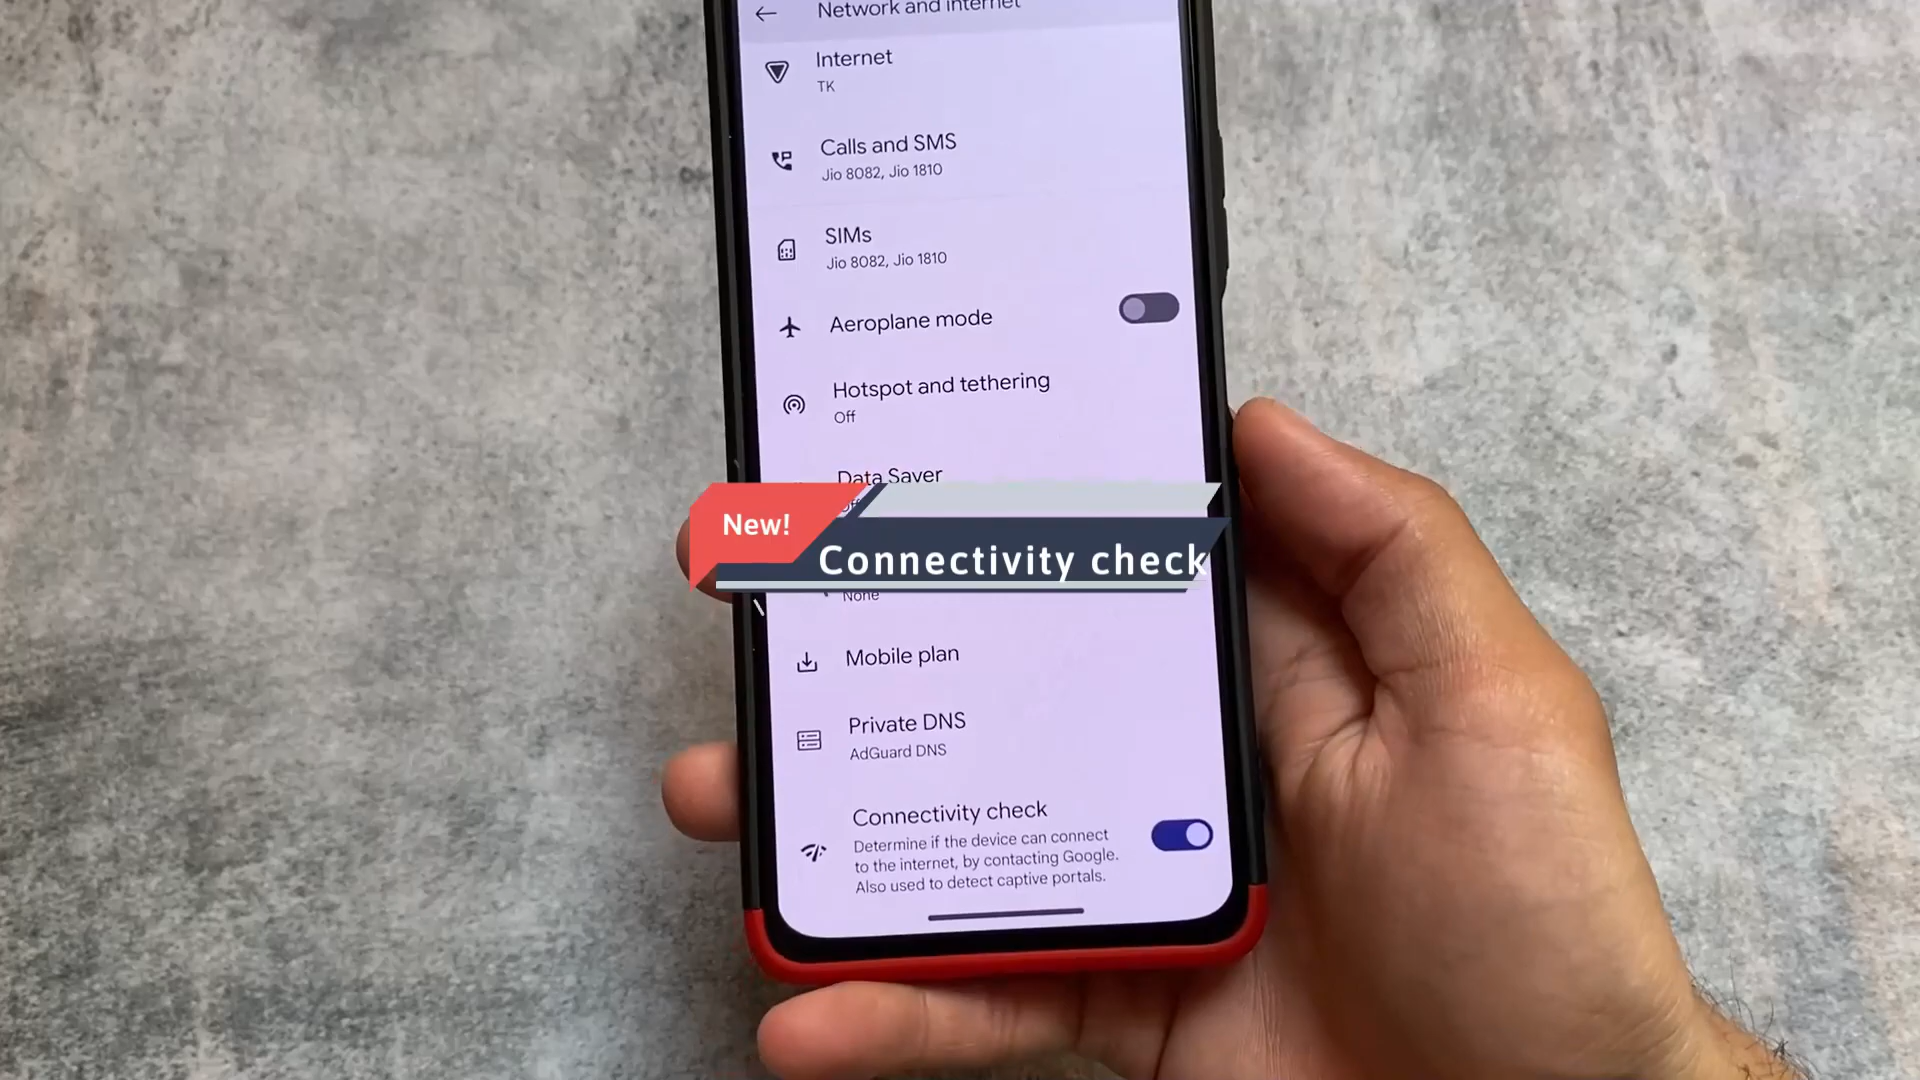 Network and internet
Internet
TK
Calls and SMS
Jio 8082, Jio 1810
SIMs
Jio 8082, Jio 1810
Aeroplane mode
Hotspot and tethering
Off
Data Saver
New!
Connectivity check
None
Mobile plan
Private DNS
AdGuard DNS
Connectivity check
Determine if the device can connect
to the internet, by contacting Google.
Also used to detect captive portals.